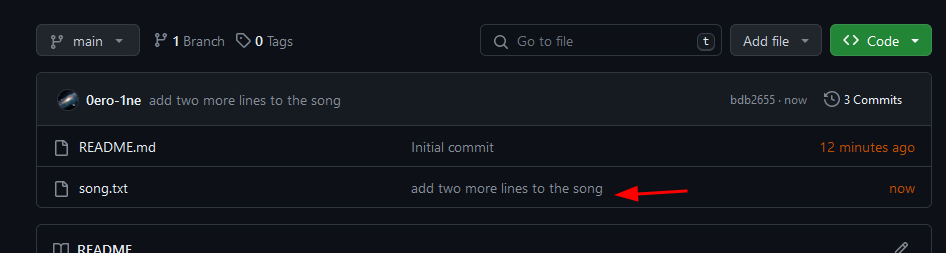 main 1 Branch 0 Tags Go to file t Add file Code
0ero-1ne add two more lines to the song bdb2655 · now 3 Commits
README.md Initial commit 12 minutes ago
song.txt add two more lines to the song now
README